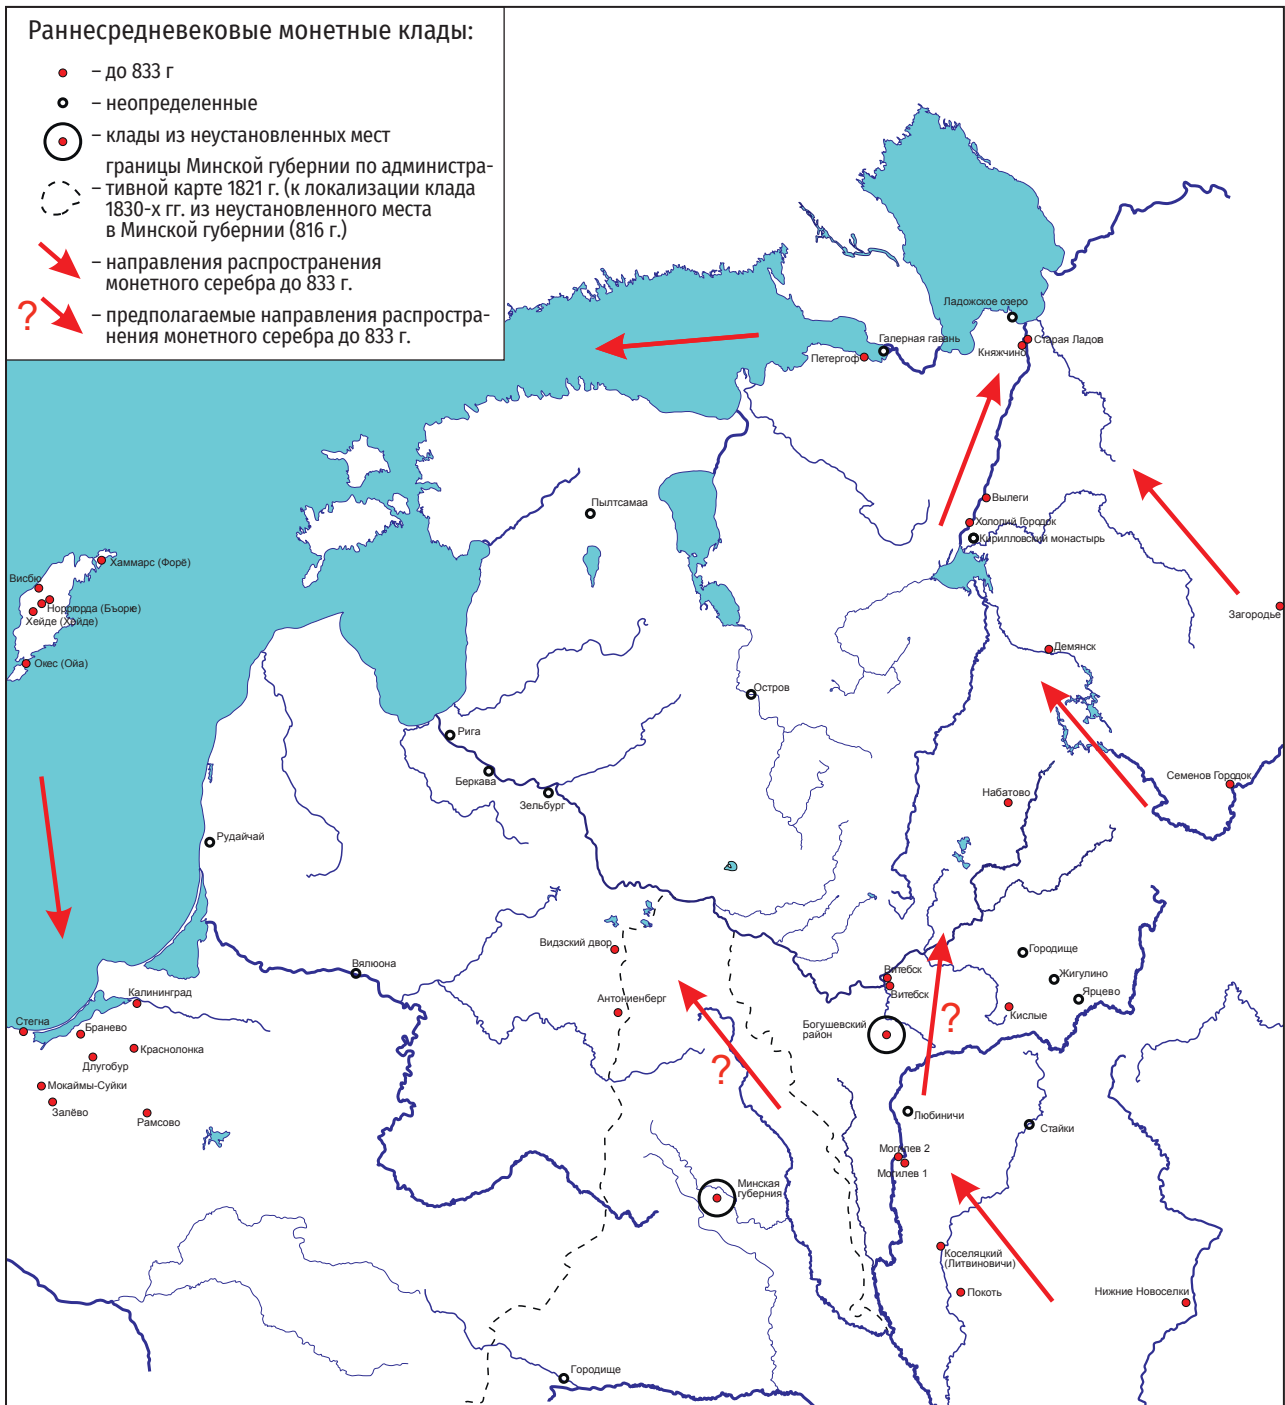 Раннесредневековые монетные клады:
– до 833 г
– неопределенные
– клады из неустановленных мест
границы Минской губернии по администра-
– тивной карте 1821 г. (к локализации клада
1830-х гг. из неустановленного места
в Минской губернии (816 г.)
– направления распространения
монетного серебра до 833 г.
? – предполагаемые направления распростра-
нения монетного серебра до 833 г.
Ладожское озеро
Галерная гавань
Старая Ладов
Княжчино
Петергоф
Вылеги
Пылтсамаа
Холопий Городок
Кирилловский монастырь
Хаммарс (Форё)
Висбю
Норргорда (Бъорке)
Хейде (Хрйде)
Загородье
Демянск
Окес (Ойа)
Остров
Рига
Беркава
Семенов Городок
Зельбург
Набатово
Рудайчай
Видзский двор
Городище
Вялюона
Витебск
Жигулино
Витебск
Ярцево
Калининград
Антониенберг
Кислые
Стегна
Бранево
Богушевский
район
?
Краснолонка
Длугобур
?
Мокаймы-Суйки
Залёво
Рамсово
Любиничи
Стайки
Могилев 2
Могилев 1
Минская
губерния
Коселяцкий
(Литвиновичи)
Покоть
Нижние Новоселки
Городище